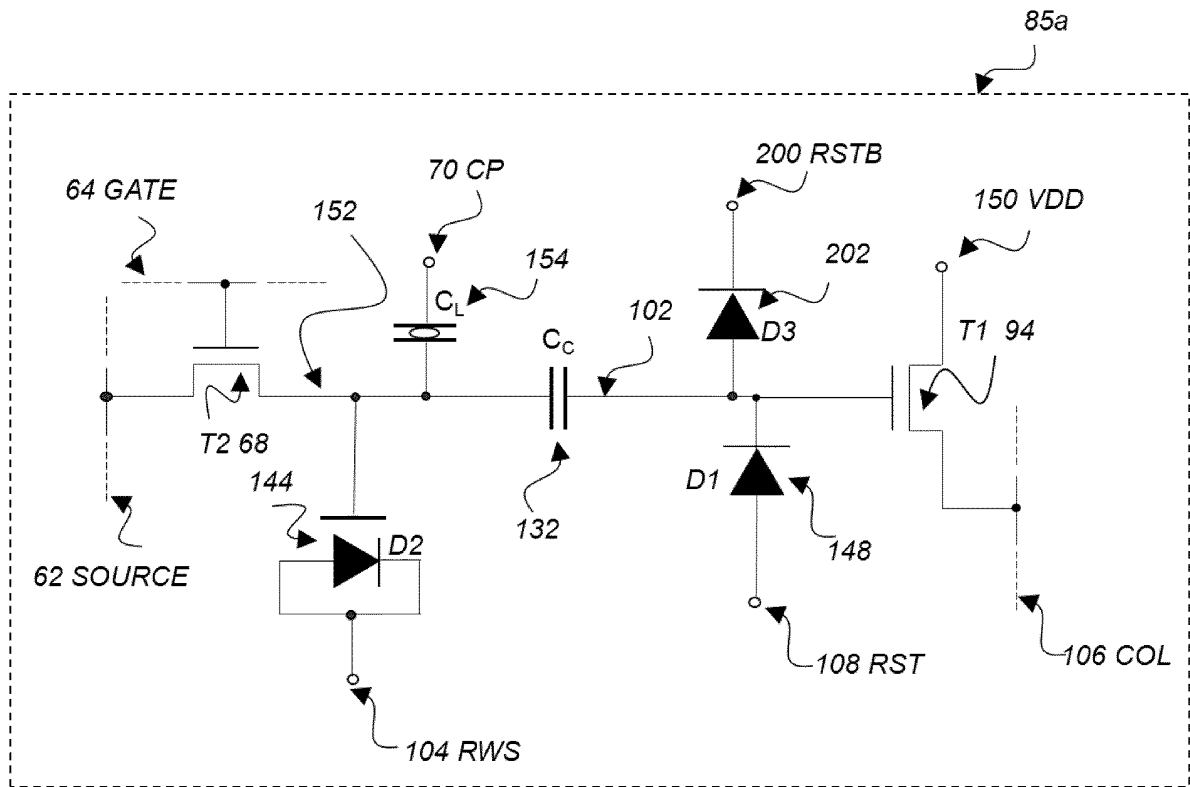 85a
200 RSTB
70 CP
64 GATE
150 VDD
152
154
202
CL
102
CC
D3
T1 94
T2 68
D1
144
D2
132
148
62 SOURCE
108 RST
106 COL
104 RWS